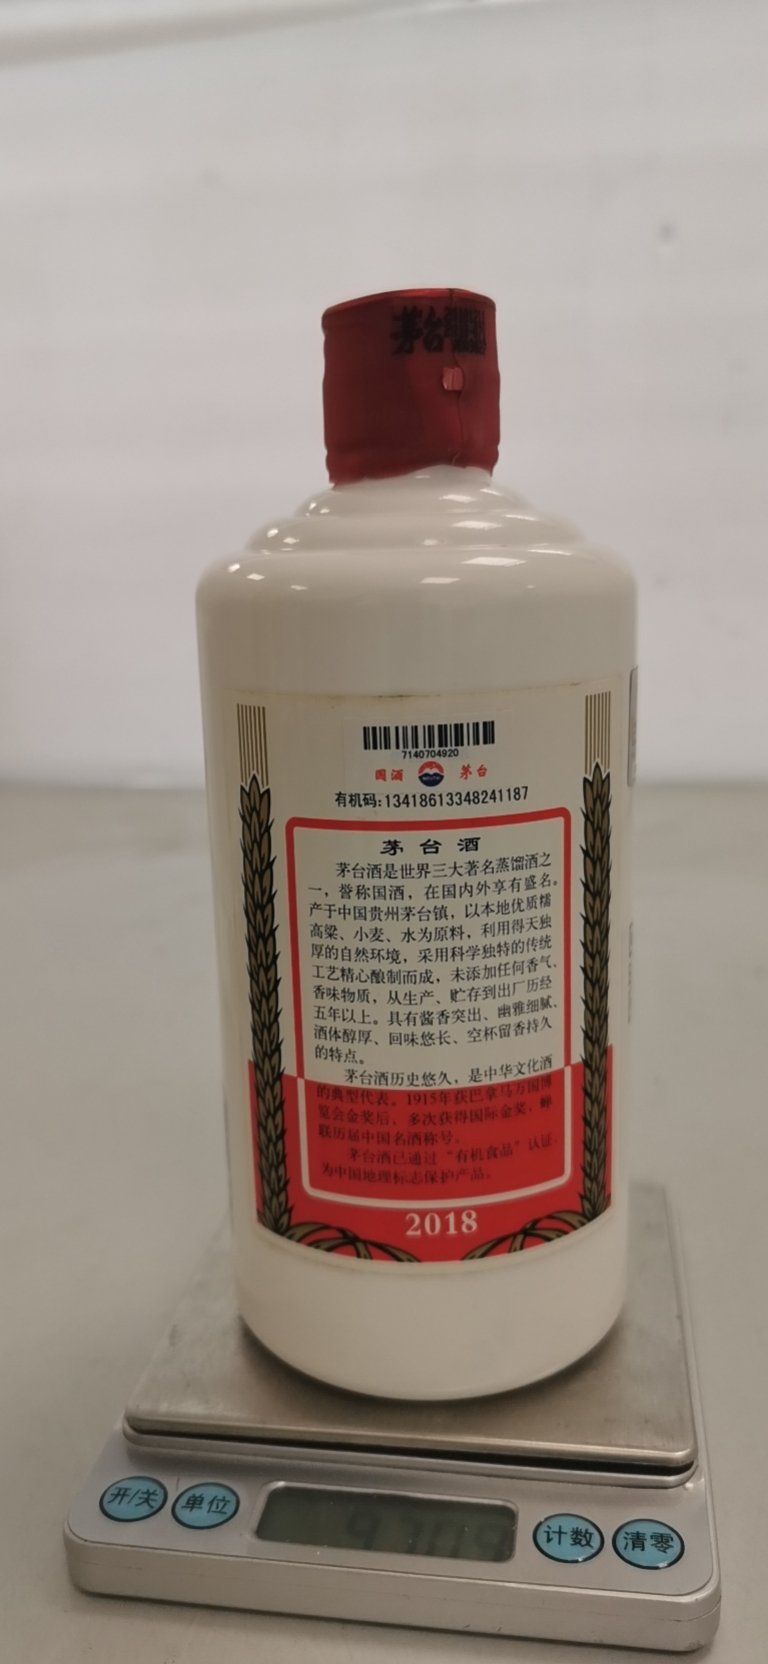 茅台
7140704920
国酒 茅台
有机码:13418613348241187
茅台酒
茅台酒是世界三大著名蒸馏酒之
一，誉称国酒，在国内外享有盛名。
产于中国贵州茅台镇，以本地优质糯
高粱、小麦、水为原料，利用得天独
厚的自然环境，采用科学独特的传统
工艺精心酿制而成，未添加任何香气、
香味物质，从生产、贮存到出厂历经
五年以上。具有酱香突出、幽雅细腻、
酒体醇厚、回味悠长、空杯留香持久
的特点。
茅台酒历史悠久，是中华文化酒
的典型代表。1915年获巴拿马万国博
览会金奖后，多次获得国际金奖，蝉
联历届中国名酒称号。
茅台酒已通过“有机食品”认证，
为中国地理标志保护产品。
2018
开/关 单位 计数 清零